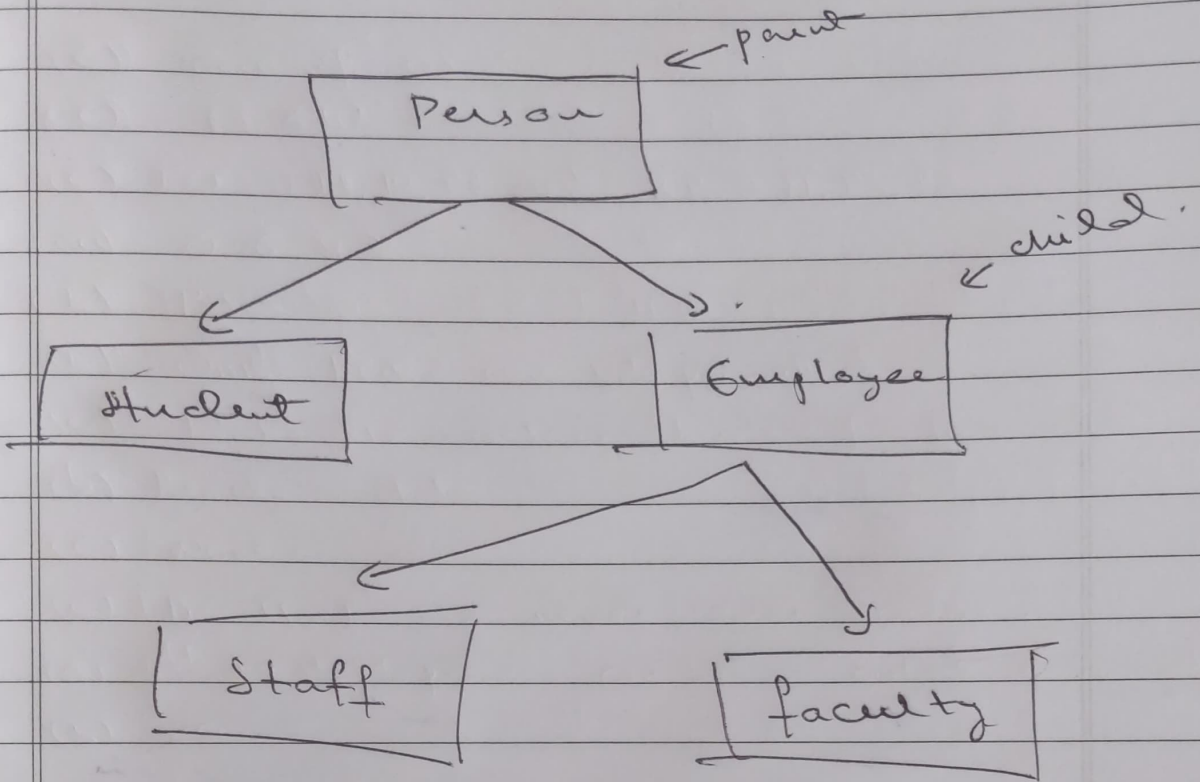 parent
Person
child.
Student
Employee
Staff
faculty